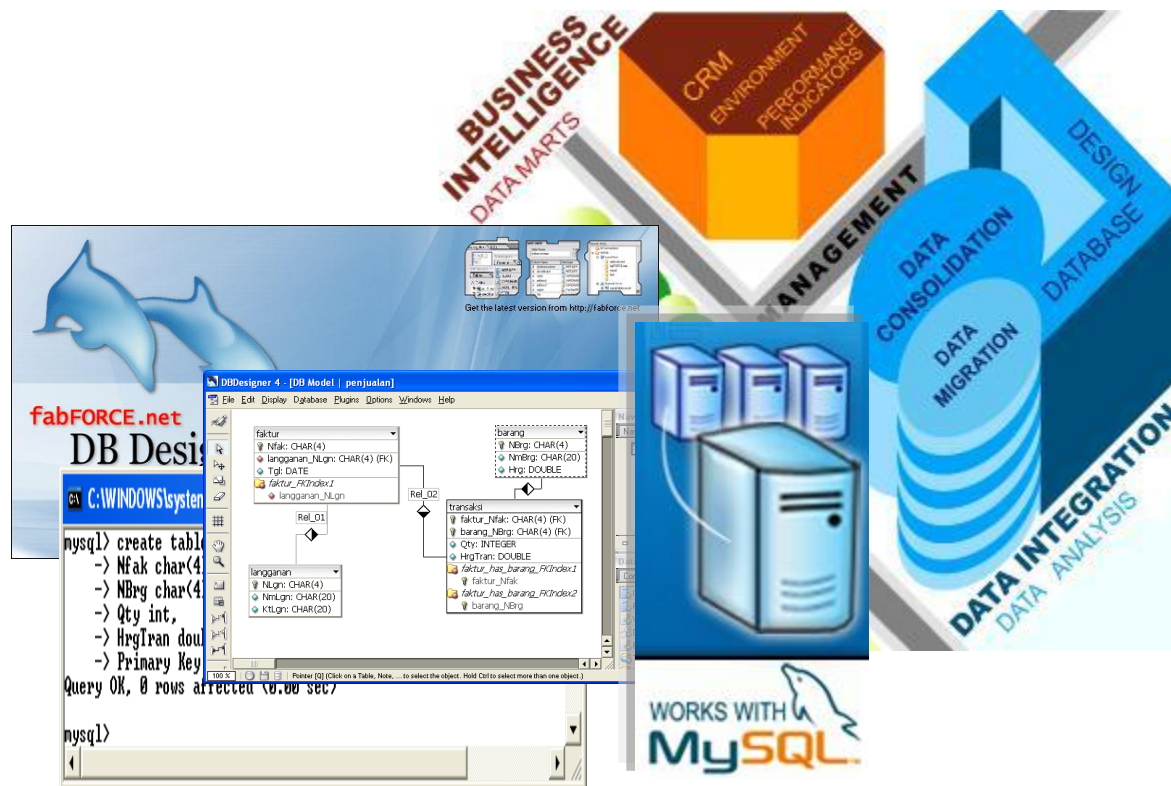 BUSINESS
INTELLIGENCE
DATA MARTS
CRM
ENVIRONMENT
PERFORMANCE
INDICATORS
MANAGEMENT
DESIGN
DATABASE
DATA
CONSOLIDATION
DATA
MIGRATION
DATA INTEGRATION
DATA ANALYSIS
Get the latest version from http://fabforce.net
fabFORCE.net
DB Desi
DBDesigner 4 - [DB Model | penjualan]
File Edit Display Database Plugins Options Windows Help
faktur
Nfak: CHAR(4)
langganan_NLgn: CHAR(4) (FK)
Tgl: DATE
faktur_FKIndex1
langganan_NLgn
barang
NBrg: CHAR(4)
NmBrg: CHAR(20)
Hrg: DOUBLE
Rel_02
Rel_01
transaksi
faktur_Nfak: CHAR(4) (FK)
barang_NBrg: CHAR(4) (FK)
Qty: INTEGER
HrgTran: DOUBLE
faktur_has_barang_FKIndex1
faktur_Nfak
faktur_has_barang_FKIndex2
barang_NBrg
langganan
NLgn: CHAR(4)
NmLgn: CHAR(20)
KtLgn: CHAR(20)
100 %
Pointer [Q] (Click on a Table, Note, ... to select the object. Hold Ctrl to select more than one object.)
C:\WINDOWS\system
mysql> create tabl
-> Nfak char(4
-> NBrg char(4
-> Qty int,
-> HrgTran doul
-> Primary Key
Query OK, 0 rows affected (0.00 sec)
mysql>
WORKS WITH
MySQL